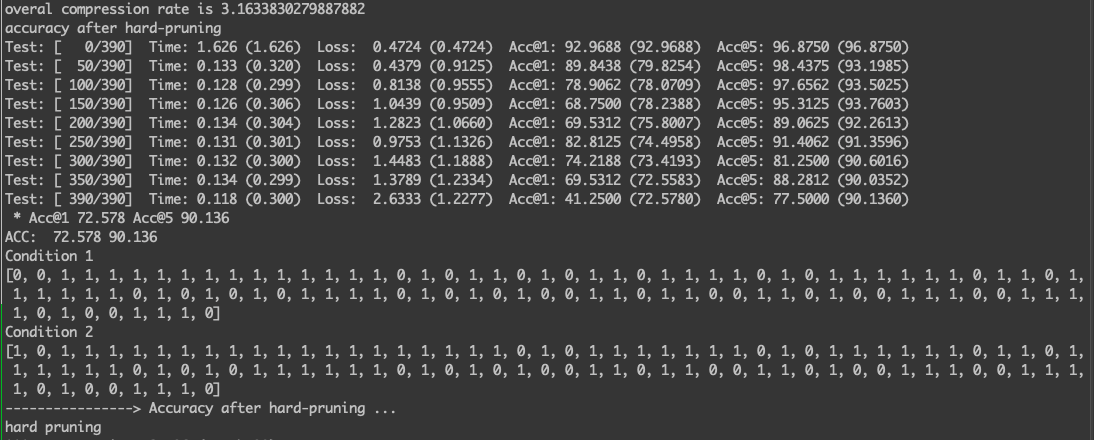 overal compression rate is 3.1633830279887882
accuracy after hard-pruning
Test: [   0/390]  Time: 1.626 (1.626)  Loss:  0.4724 (0.4724)  Acc@1: 92.9688 (92.9688)  Acc@5: 96.8750 (96.8750)
Test: [  50/390]  Time: 0.133 (0.320)  Loss:  0.4379 (0.9125)  Acc@1: 89.8438 (79.8254)  Acc@5: 98.4375 (93.1985)
Test: [ 100/390]  Time: 0.128 (0.299)  Loss:  0.8138 (0.9555)  Acc@1: 78.9062 (78.0709)  Acc@5: 97.6562 (93.5025)
Test: [ 150/390]  Time: 0.126 (0.306)  Loss:  1.0439 (0.9509)  Acc@1: 68.7500 (78.2388)  Acc@5: 95.3125 (93.7603)
Test: [ 200/390]  Time: 0.134 (0.304)  Loss:  1.2823 (1.0660)  Acc@1: 69.5312 (75.8007)  Acc@5: 89.0625 (92.2613)
Test: [ 250/390]  Time: 0.131 (0.301)  Loss:  0.9753 (1.1326)  Acc@1: 82.8125 (74.4958)  Acc@5: 91.4062 (91.3596)
Test: [ 300/390]  Time: 0.132 (0.300)  Loss:  1.4483 (1.1888)  Acc@1: 74.2188 (73.4193)  Acc@5: 81.2500 (90.6016)
Test: [ 350/390]  Time: 0.134 (0.299)  Loss:  1.3789 (1.2334)  Acc@1: 69.5312 (72.5583)  Acc@5: 88.2812 (90.0352)
Test: [ 390/390]  Time: 0.118 (0.300)  Loss:  2.6333 (1.2277)  Acc@1: 41.2500 (72.5780)  Acc@5: 77.5000 (90.1360)
 * Acc@1 72.578 Acc@5 90.136
ACC:  72.578 90.136
Condition 1
[0, 0, 1, 1, 1, 1, 1, 1, 1, 1, 1, 1, 1, 1, 1, 1, 0, 1, 0, 1, 1, 0, 1, 0, 1, 1, 0, 1, 1, 1, 1, 0, 1, 0, 1, 1, 1, 1, 1, 1, 0, 1, 1, 0, 1,
1, 1, 1, 1, 1, 0, 1, 0, 1, 0, 1, 0, 1, 1, 1, 1, 0, 1, 0, 1, 0, 0, 1, 0, 1, 1, 0, 1, 0, 0, 1, 0, 1, 0, 0, 1, 1, 1, 0, 0, 1, 1, 1,
1, 0, 1, 0, 0, 1, 1, 1, 0]
Condition 2
[1, 0, 1, 1, 1, 1, 1, 1, 1, 1, 1, 1, 1, 1, 1, 1, 1, 1, 1, 1, 1, 0, 1, 0, 1, 1, 1, 1, 1, 1, 1, 0, 1, 0, 1, 1, 1, 1, 1, 1, 0, 1, 1, 0, 1,
1, 1, 1, 1, 1, 0, 1, 0, 1, 0, 1, 1, 1, 1, 1, 1, 0, 1, 0, 1, 0, 0, 1, 0, 1, 1, 0, 1, 0, 0, 1, 0, 1, 0, 0, 1, 1, 1, 0, 0, 1, 1, 1,
1, 0, 1, 0, 0, 1, 1, 1, 0]
----------------> Accuracy after hard-pruning ...
hard pruning